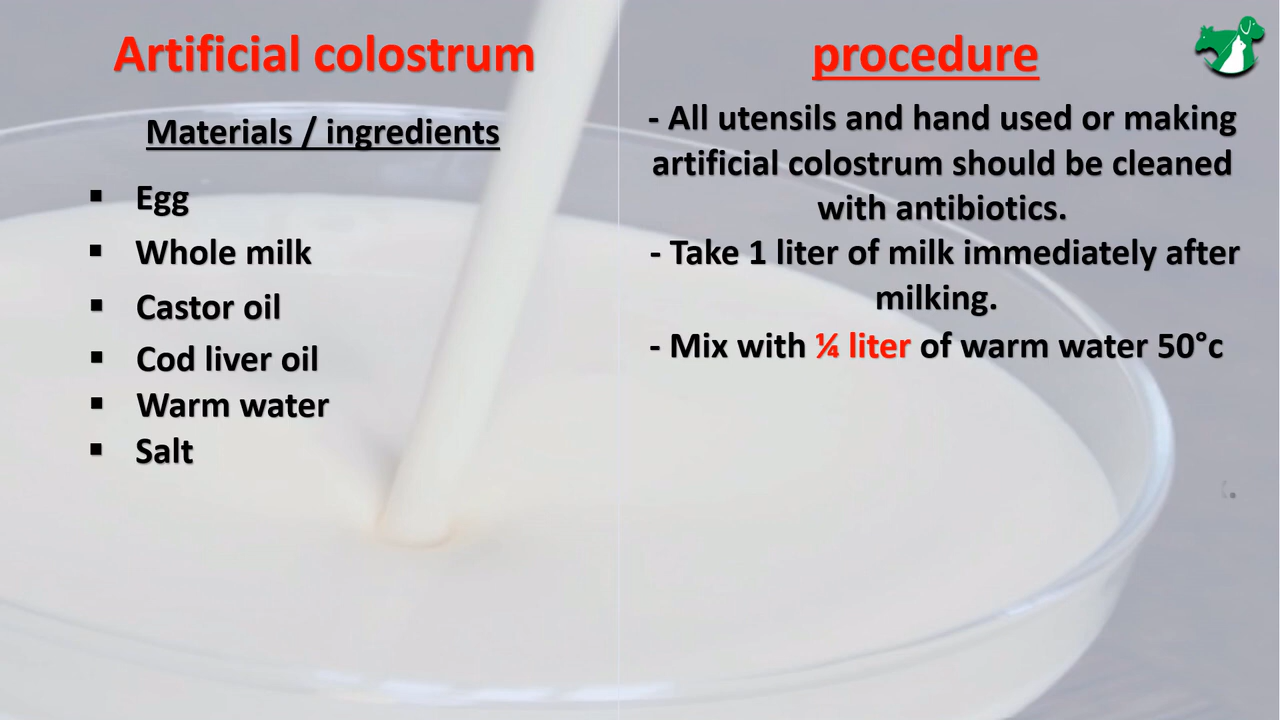 Artificial colostrum
Materials / ingredients
▪ Egg
▪ Whole milk
▪ Castor oil
▪ Cod liver oil
▪ Warm water
▪ Salt
procedure
- All utensils and hand used or making
artificial colostrum should be cleaned
with antibiotics.
- Take 1 liter of milk immediately after
milking.
- Mix with ¼ liter of warm water 50°c